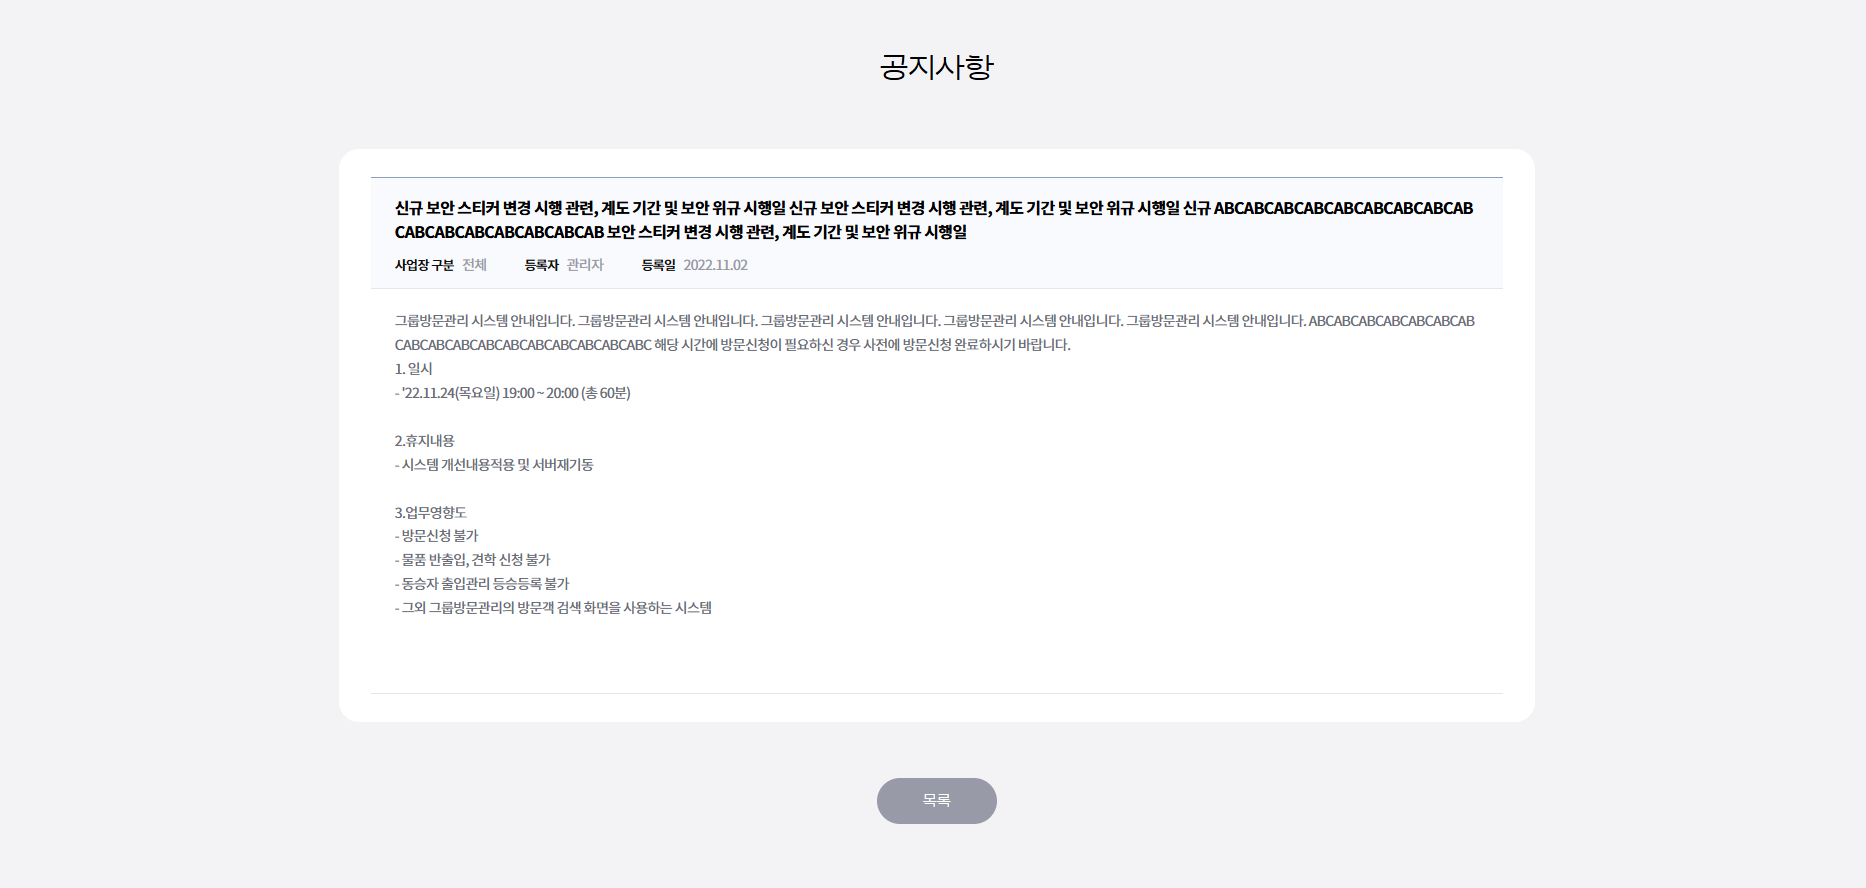 공지사항
신규 보안 스티커 변경 시행 관련, 계도 기간 및 보안 위규 시행일 신규 보안 스티커 변경 시행 관련, 계도 기간 및 보안 위규 시행일 신규 ABCABCABCABCABCABCABCABCAB
CABCABCABCABCABCABCAB 보안 스티커 변경 시행 관련, 계도 기간 및 보안 위규 시행일
사업장 구분 전체 등록자 관리자 등록일 2022.11.02
그룹방문관리 시스템 안내입니다. 그룹방문관리 시스템 안내입니다. 그룹방문관리 시스템 안내입니다. 그룹방문관리 시스템 안내입니다. 그룹방문관리 시스템 안내입니다. ABCABCABCABCABCABCAB
CABCABCABCABCABCABCABCABCABCABC 해당 시간에 방문신청이 필요하신 경우 사전에 방문신청 완료하시기 바랍니다.
1. 일시
- '22.11.24(목요일) 19:00 ~ 20:00 (총 60분)
2.휴지내용
- 시스템 개선내용적용 및 서버재기동
3.업무영향도
- 방문신청 불가
- 물품 반출입, 견학 신청 불가
- 동승자 출입관리 등승등록 불가
- 그외 그룹방문관리의 방문객 검색 화면을 사용하는 시스템
목록